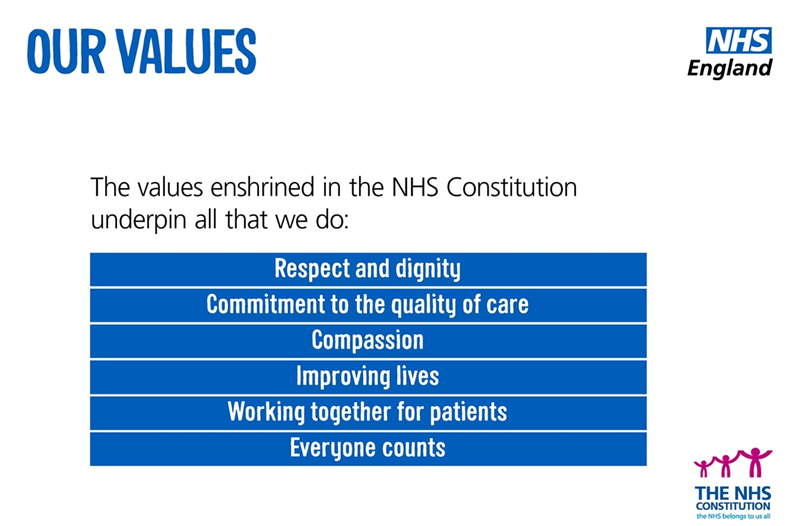 OUR VALUES
NHS
England
The values enshrined in the NHS Constitution
underpin all that we do:
Respect and dignity
Commitment to the quality of care
Compassion
Improving lives
Working together for patients
Everyone counts
THE NHS
CONSTITUTION
the NHS belongs to us all